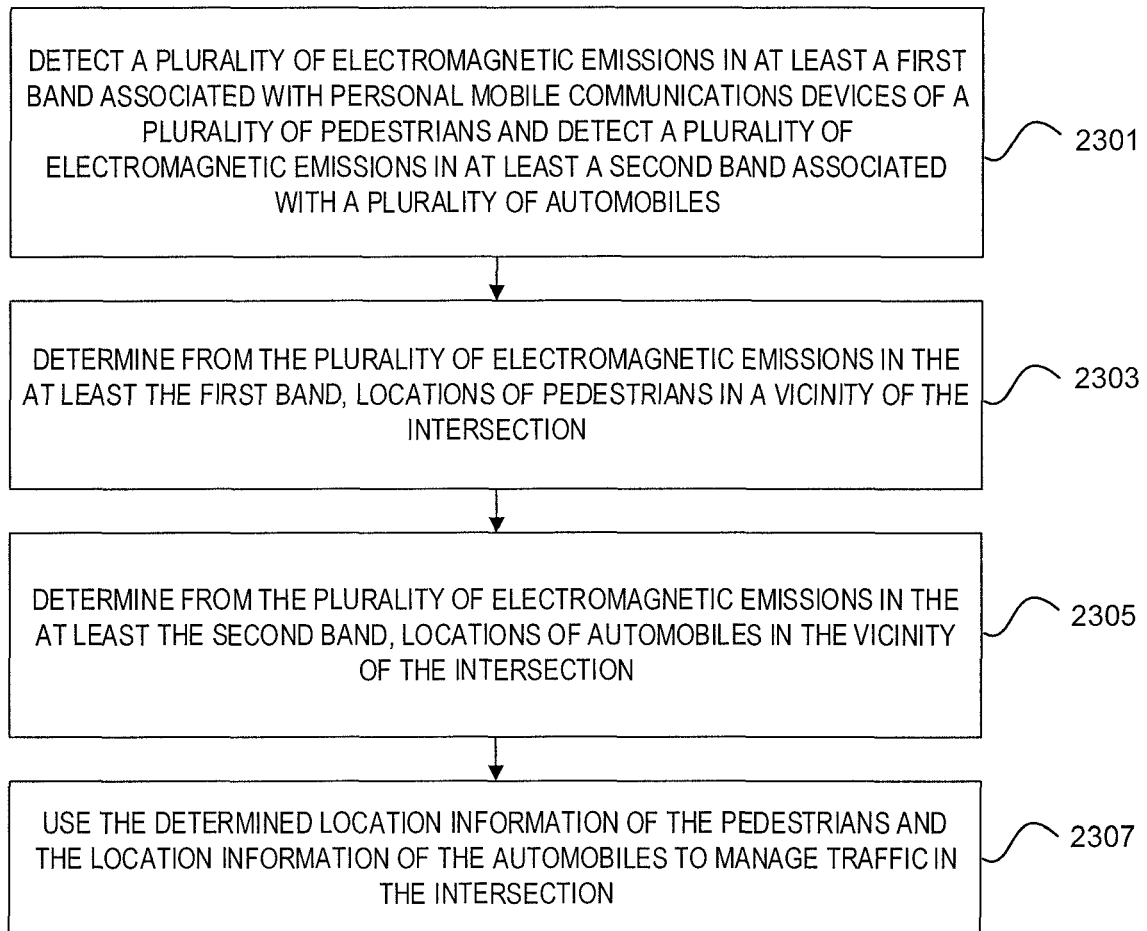 DETECT A PLURALITY OF ELECTROMAGNETIC EMISSIONS IN AT LEAST A FIRST
BAND ASSOCIATED WITH PERSONAL MOBILE COMMUNICATIONS DEVICES OF A
PLURALITY OF PEDESTRIANS AND DETECT A PLURALITY OF
ELECTROMAGNETIC EMISSIONS IN AT LEAST A SECOND BAND ASSOCIATED
WITH A PLURALITY OF AUTOMOBILES
2301
DETERMINE FROM THE PLURALITY OF ELECTROMAGNETIC EMISSIONS IN THE
AT LEAST THE FIRST BAND, LOCATIONS OF PEDESTRIANS IN A VICINITY OF THE
INTERSECTION
2303
DETERMINE FROM THE PLURALITY OF ELECTROMAGNETIC EMISSIONS IN THE
AT LEAST THE SECOND BAND, LOCATIONS OF AUTOMOBILES IN THE VICINITY
OF THE INTERSECTION
2305
USE THE DETERMINED LOCATION INFORMATION OF THE PEDESTRIANS AND
THE LOCATION INFORMATION OF THE AUTOMOBILES TO MANAGE TRAFFIC IN
THE INTERSECTION
2307